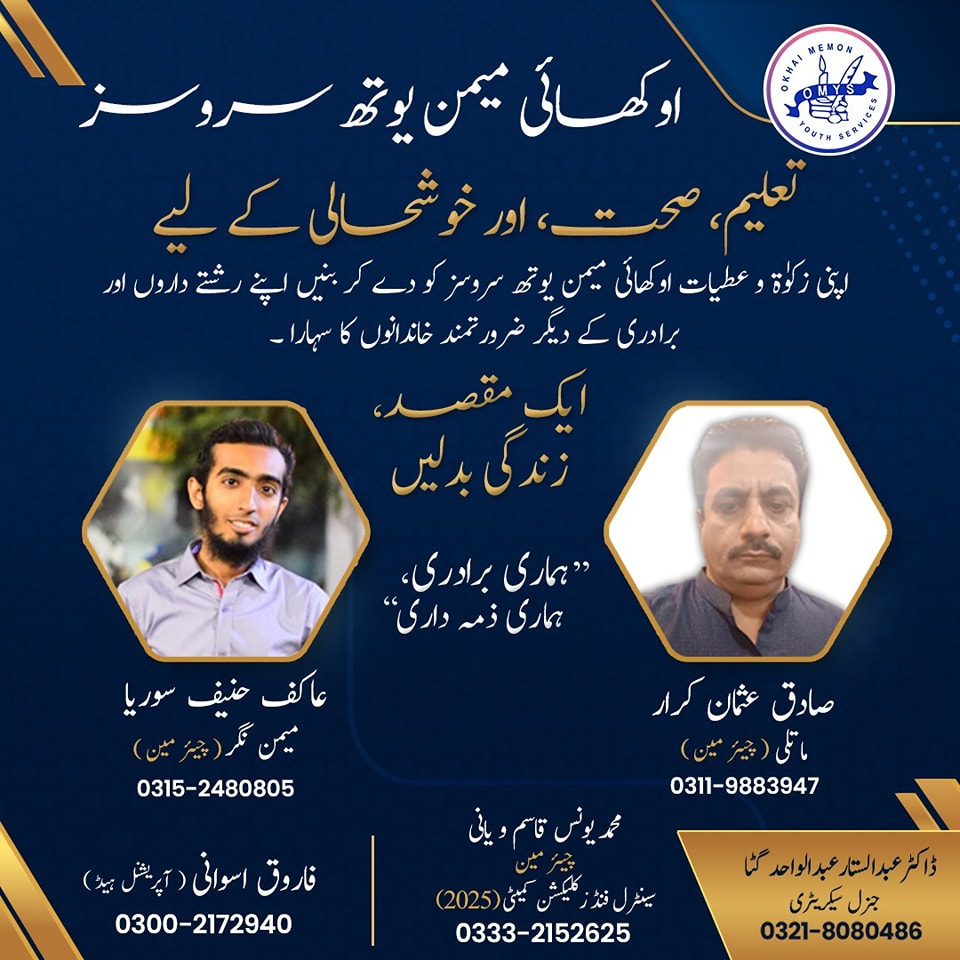 اوکھائی میمن یوتھ سروسز
OKHAI MEMON
OMYS
YOUTH SERVICES
تعلیم، صحت، اور خوشحالی کے لیے
اپنی زکوٰۃ و عطیات اوکھائی میمن یوتھ سروسز کو دے کر بنیں اپنے رشتے داروں اور
برادری کے دیگر ضرورتمند خاندانوں کا سہارا ۔
ایک مقصد،
زندگی بدلیں
”ہماری برادری،
ہماری ذمہ داری“
صادق عثمان کرار
ماتلی (چیئرمین)
0311-9883947
عاکف حنیف سوریا
میمن نگر (چیئرمین)
0315-2480805
ڈاکٹر عبدالستار عبدالواحد گٹا
جنرل سیکریٹری
0321-8080486
محمد یونس قاسم ویانی
چیئرمین
سینٹرل فنڈز کلیکشن کمیٹی (2025)
0333-2152625
فاروق اسوانی (آپریشنل ہیڈ)
0300-2172940